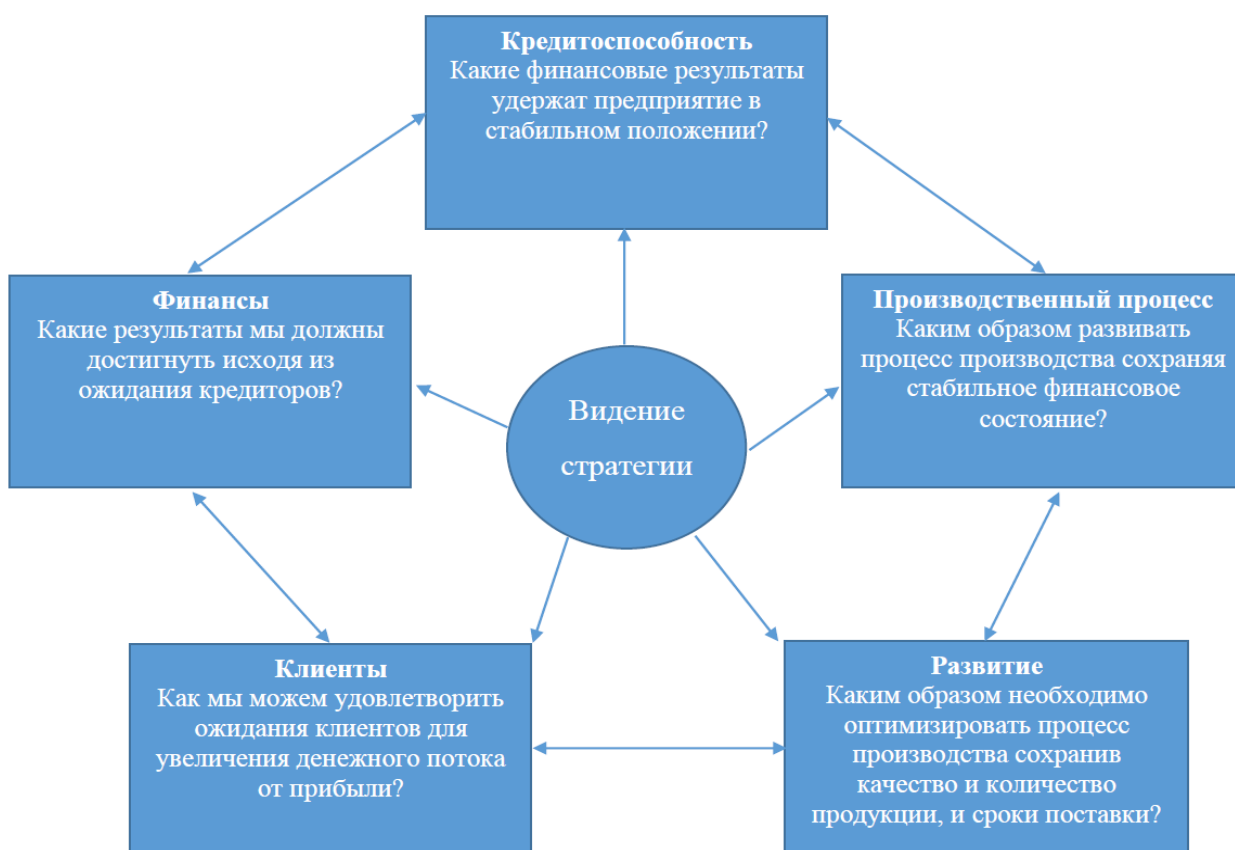 Кредитоспособность
Какие финансовые результаты
удержат предприятие в
стабильном положении?
Финансы
Какие результаты мы должны
достигнуть исходя из
ожидания кредиторов?
Производственный процесс
Каким образом развивать
процесс производства сохраняя
стабильное финансовое
состояние?
Видение
стратегии
Клиенты
Как мы можем удовлетворить
ожидания клиентов для
увеличения денежного потока
от прибыли?
Развитие
Каким образом необходимо
оптимизировать процесс
производства сохранив
качество и количество
продукции, и сроки поставки?